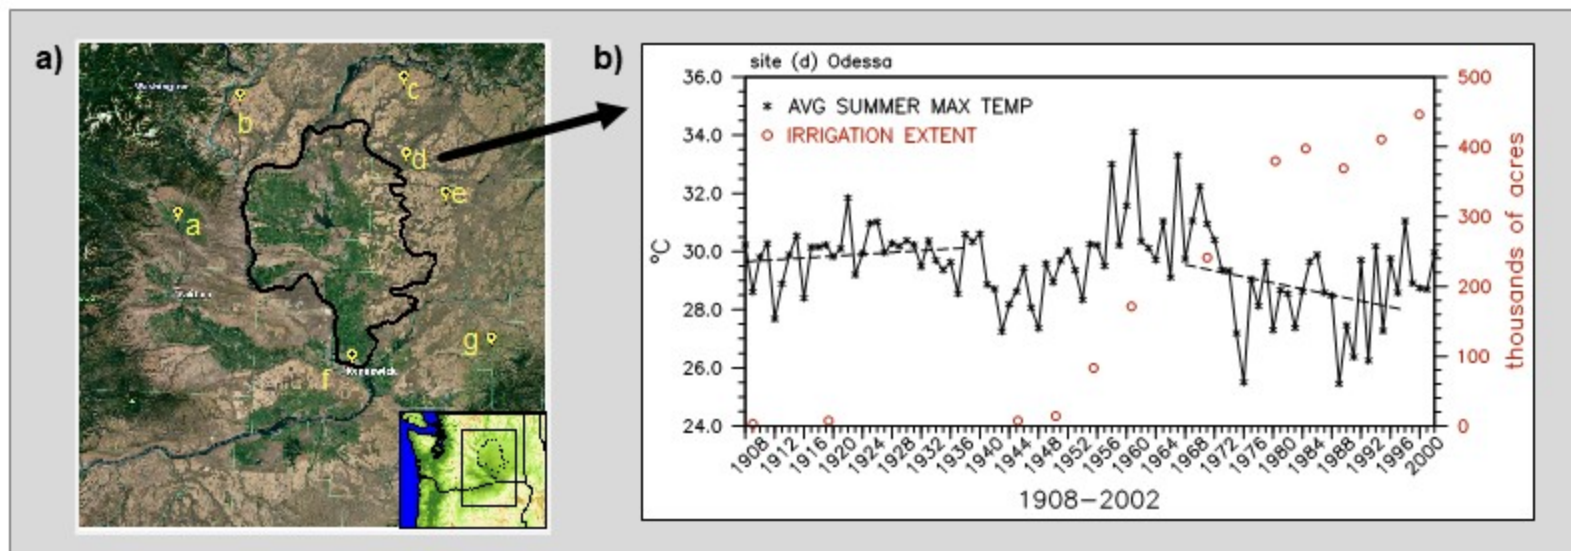 a)
Washington
b
c
d
e
a
Yakima
g
f
Kennewick
b)
site (d) Odessa
AVG SUMMER MAX TEMP
IRRIGATION EXTENT
36.0
34.0
32.0
30.0
28.0
26.0
24.0
°C
500
400
300
200
100
0
thousands of acres
1908 1912 1916 1920 1924 1928 1932 1936 1940 1944 1948 1952 1956 1960 1964 1968 1972 1976 1980 1984 1988 1992 1996 2000
1908-2002